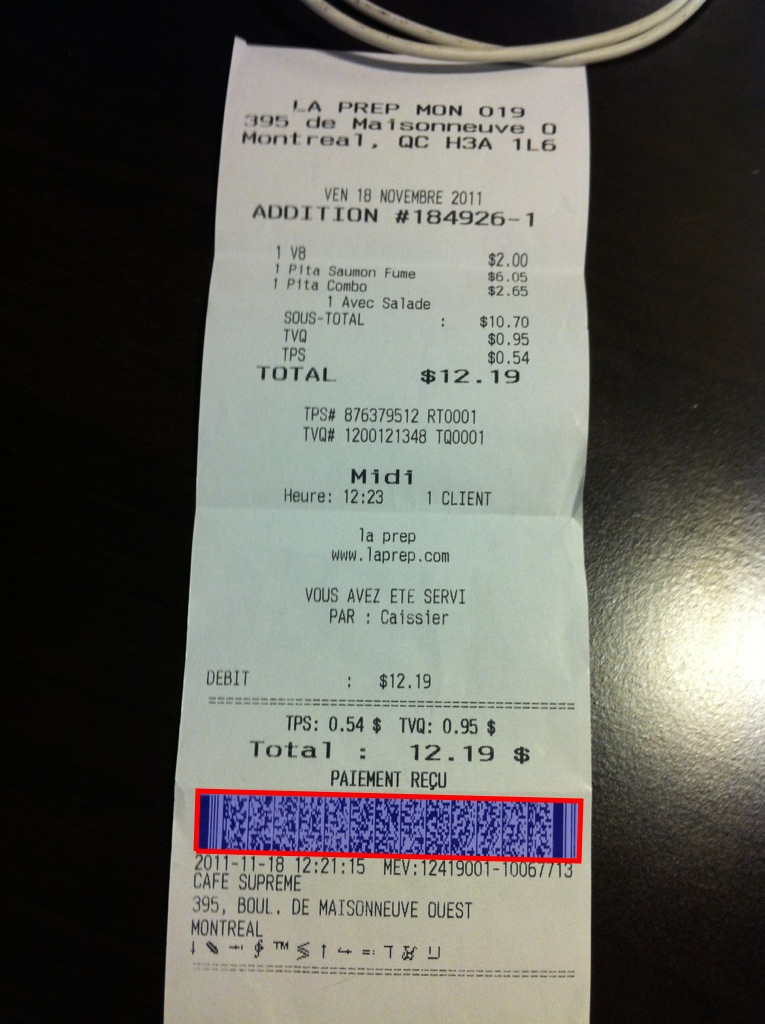 LA PREP MON 019
395 de Maisonneuve O
Montreal, QC H3A 1L6
VEN 18 NOVEMBRE 2011
ADDITION #184926-1
1 V8 $2.00
1 Pita Saumon Fume $6.05
1 Pita Combo $2.65
1 Avec Salade
SOUS-TOTAL : $10.70
TVQ $0.95
TPS $0.54
TOTAL $12.19
TPS# 876379512 RT0001
TVQ# 1200121348 TQ0001
Midi
Heure: 12:23 1 CLIENT
la prep
www.laprep.com
VOUS AVEZ ETE SERVI
PAR : Caissier
DEBIT : $12.19
TPS: 0.54 $ TVQ: 0.95 $
Total : 12.19 $
PAIEMENT REÇU
2011-11-18 12:21:15 MEV:12419001-10067713
CAFE SUPREME
395, BOUL. DE MAISONNEUVE OUEST
MONTREAL